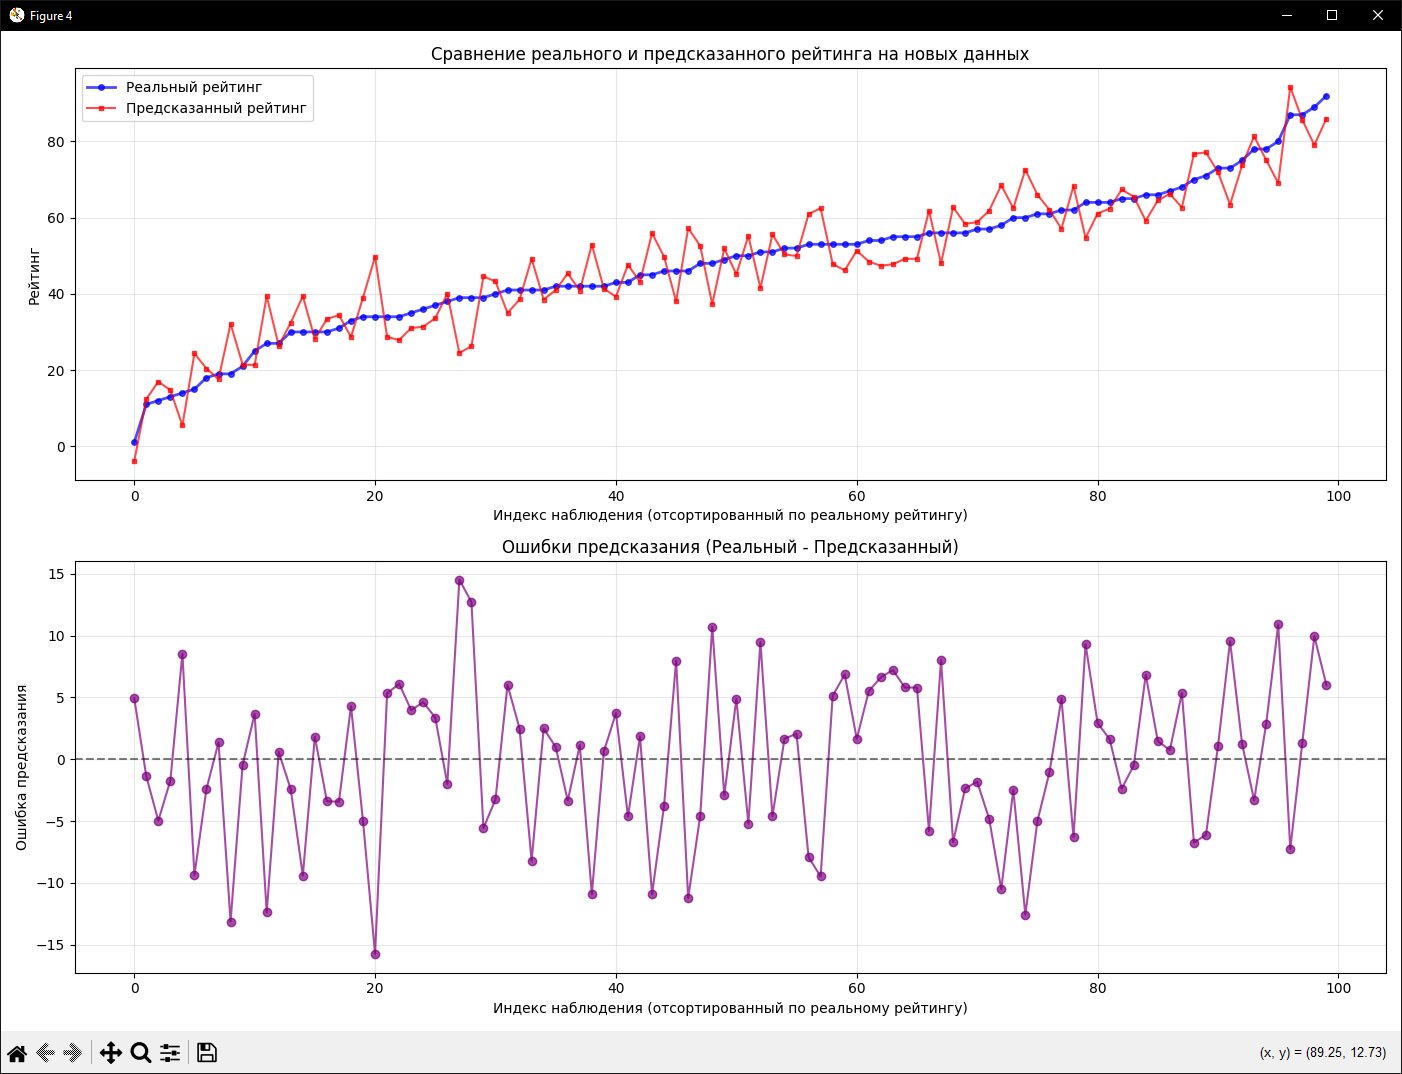 Figure 4
Сравнение реального и предсказанного рейтинга на новых данных
Реальный рейтинг
Предсказанный рейтинг
Рейтинг
80
60
40
20
0
0 20 40 60 80 100
Индекс наблюдения (отсортированный по реальному рейтингу)
Ошибки предсказания (Реальный - Предсказанный)
Ошибка предсказания
15
10
5
0
−5
−10
−15
0 20 40 60 80 100
Индекс наблюдения (отсортированный по реальному рейтингу)
(x, y) = (89.25, 12.73)